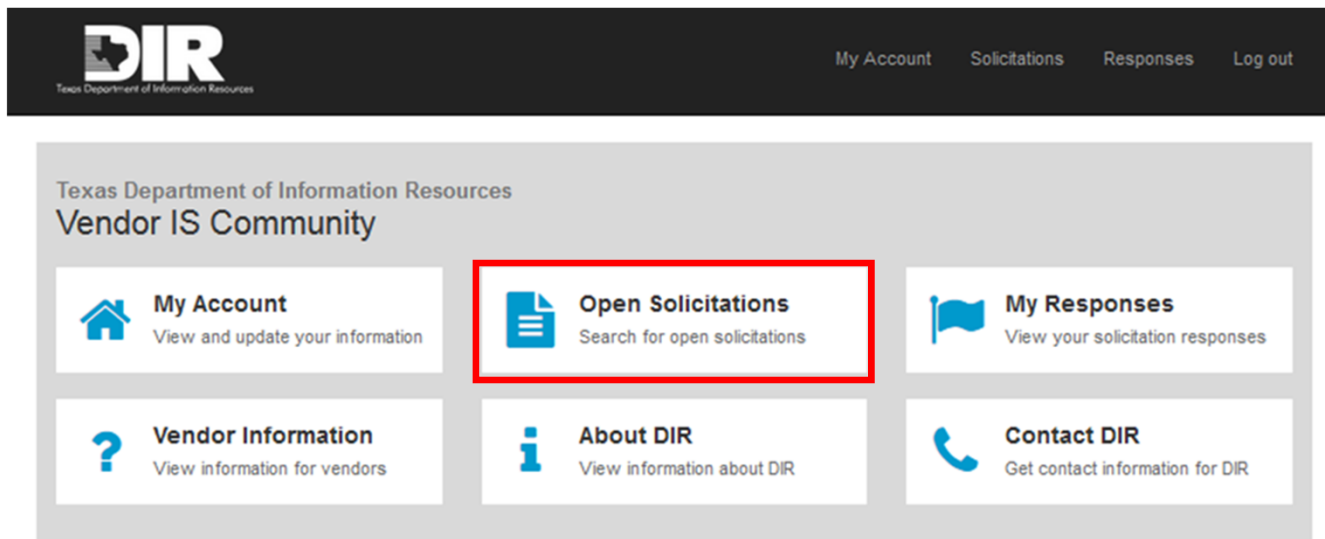 DIR
Texas Department of Information Resources
My Account Solicitations Responses Log out
Texas Department of Information Resources
Vendor IS Community
My Account
View and update your information
Open Solicitations
Search for open solicitations
My Responses
View your solicitation responses
Vendor Information
View information for vendors
About DIR
View information about DIR
Contact DIR
Get contact information for DIR